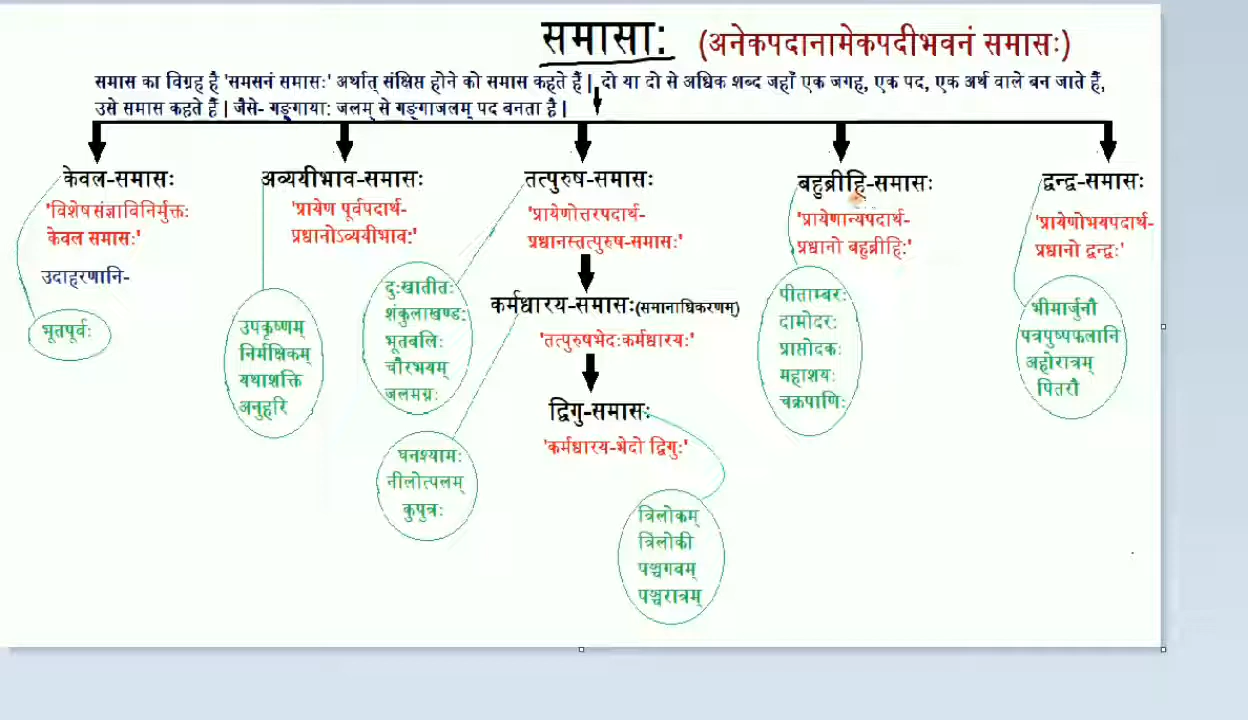 समासा: (अनेकपदानामेकपदीभवनं समासः)
समास का विग्रह है 'समसनं समासः' अर्थात् संक्षिप्त होने को समास कहते हैं | दो या दो से अधिक शब्द जहाँ एक जगह, एक पद, एक अर्थ वाले बन जाते हैं,
उसे समास कहते हैं | जैसे- गङ्गाया: जलम् से गङ्गाजलम् पद बनता है |
केवल-समासः
'विशेषसंज्ञाविनिर्मुक्तः
केवल समासः'
उदाहरणानि-
भूतपूर्वः
अव्ययीभाव-समासः
'प्रायेण पूर्वपदार्थ-
प्रधानोऽव्ययीभावः'
उपकृष्णम्
निर्मक्षिकम्
यथाशक्ति
अनुहरि
तत्पुरुष-समासः
'प्रायेणोत्तरपदार्थ-
प्रधानस्तत्पुरुष-समासः'
दुःखातीतः
शंकुलाखण्डः
भूतबलिः
चौरभयम्
जलमग्नः
कर्मधारय-समासः(समानाधिकरणम्)
'तत्पुरुषभेदःकर्मधारयः'
घनश्यामः
नीलोत्पलम्
कुपुत्रः
द्विगु-समासः
'कर्मधारय-भेदो द्विगुः'
त्रिलोकम्
त्रिलोकी
पञ्चगवम्
पञ्चरात्रम्
बहुब्रीहि-समासः
'प्रायेणान्यपदार्थ-
प्रधानो बहुब्रीहिः'
पीताम्बरः
दामोदरः
प्राप्तोदकः
महाशयः
चक्रपाणिः
द्वन्द्व-समासः
'प्रायेणोभयपदार्थ-
प्रधानो द्वन्द्वः'
भीमार्जुनौ
पत्रपुष्पफलानि
अहोरात्रम्
पितरौ